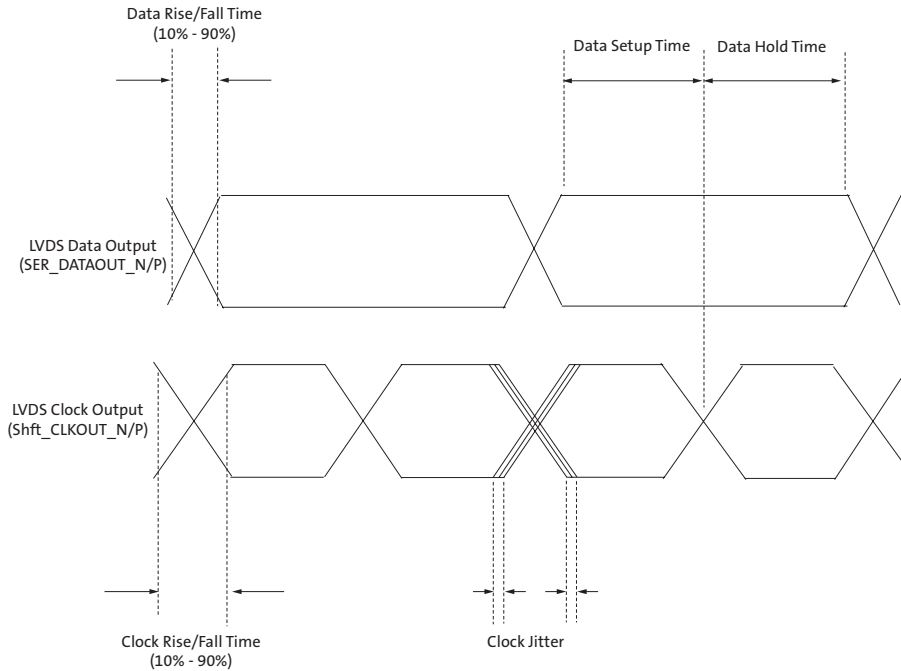 Data Rise/Fall Time
(10% - 90%)
Data Setup Time
Data Hold Time
LVDS Data Output
(SER_DATAOUT_N/P)
LVDS Clock Output
(Shft_CLKOUT_N/P)
Clock Rise/Fall Time
(10% - 90%)
Clock Jitter